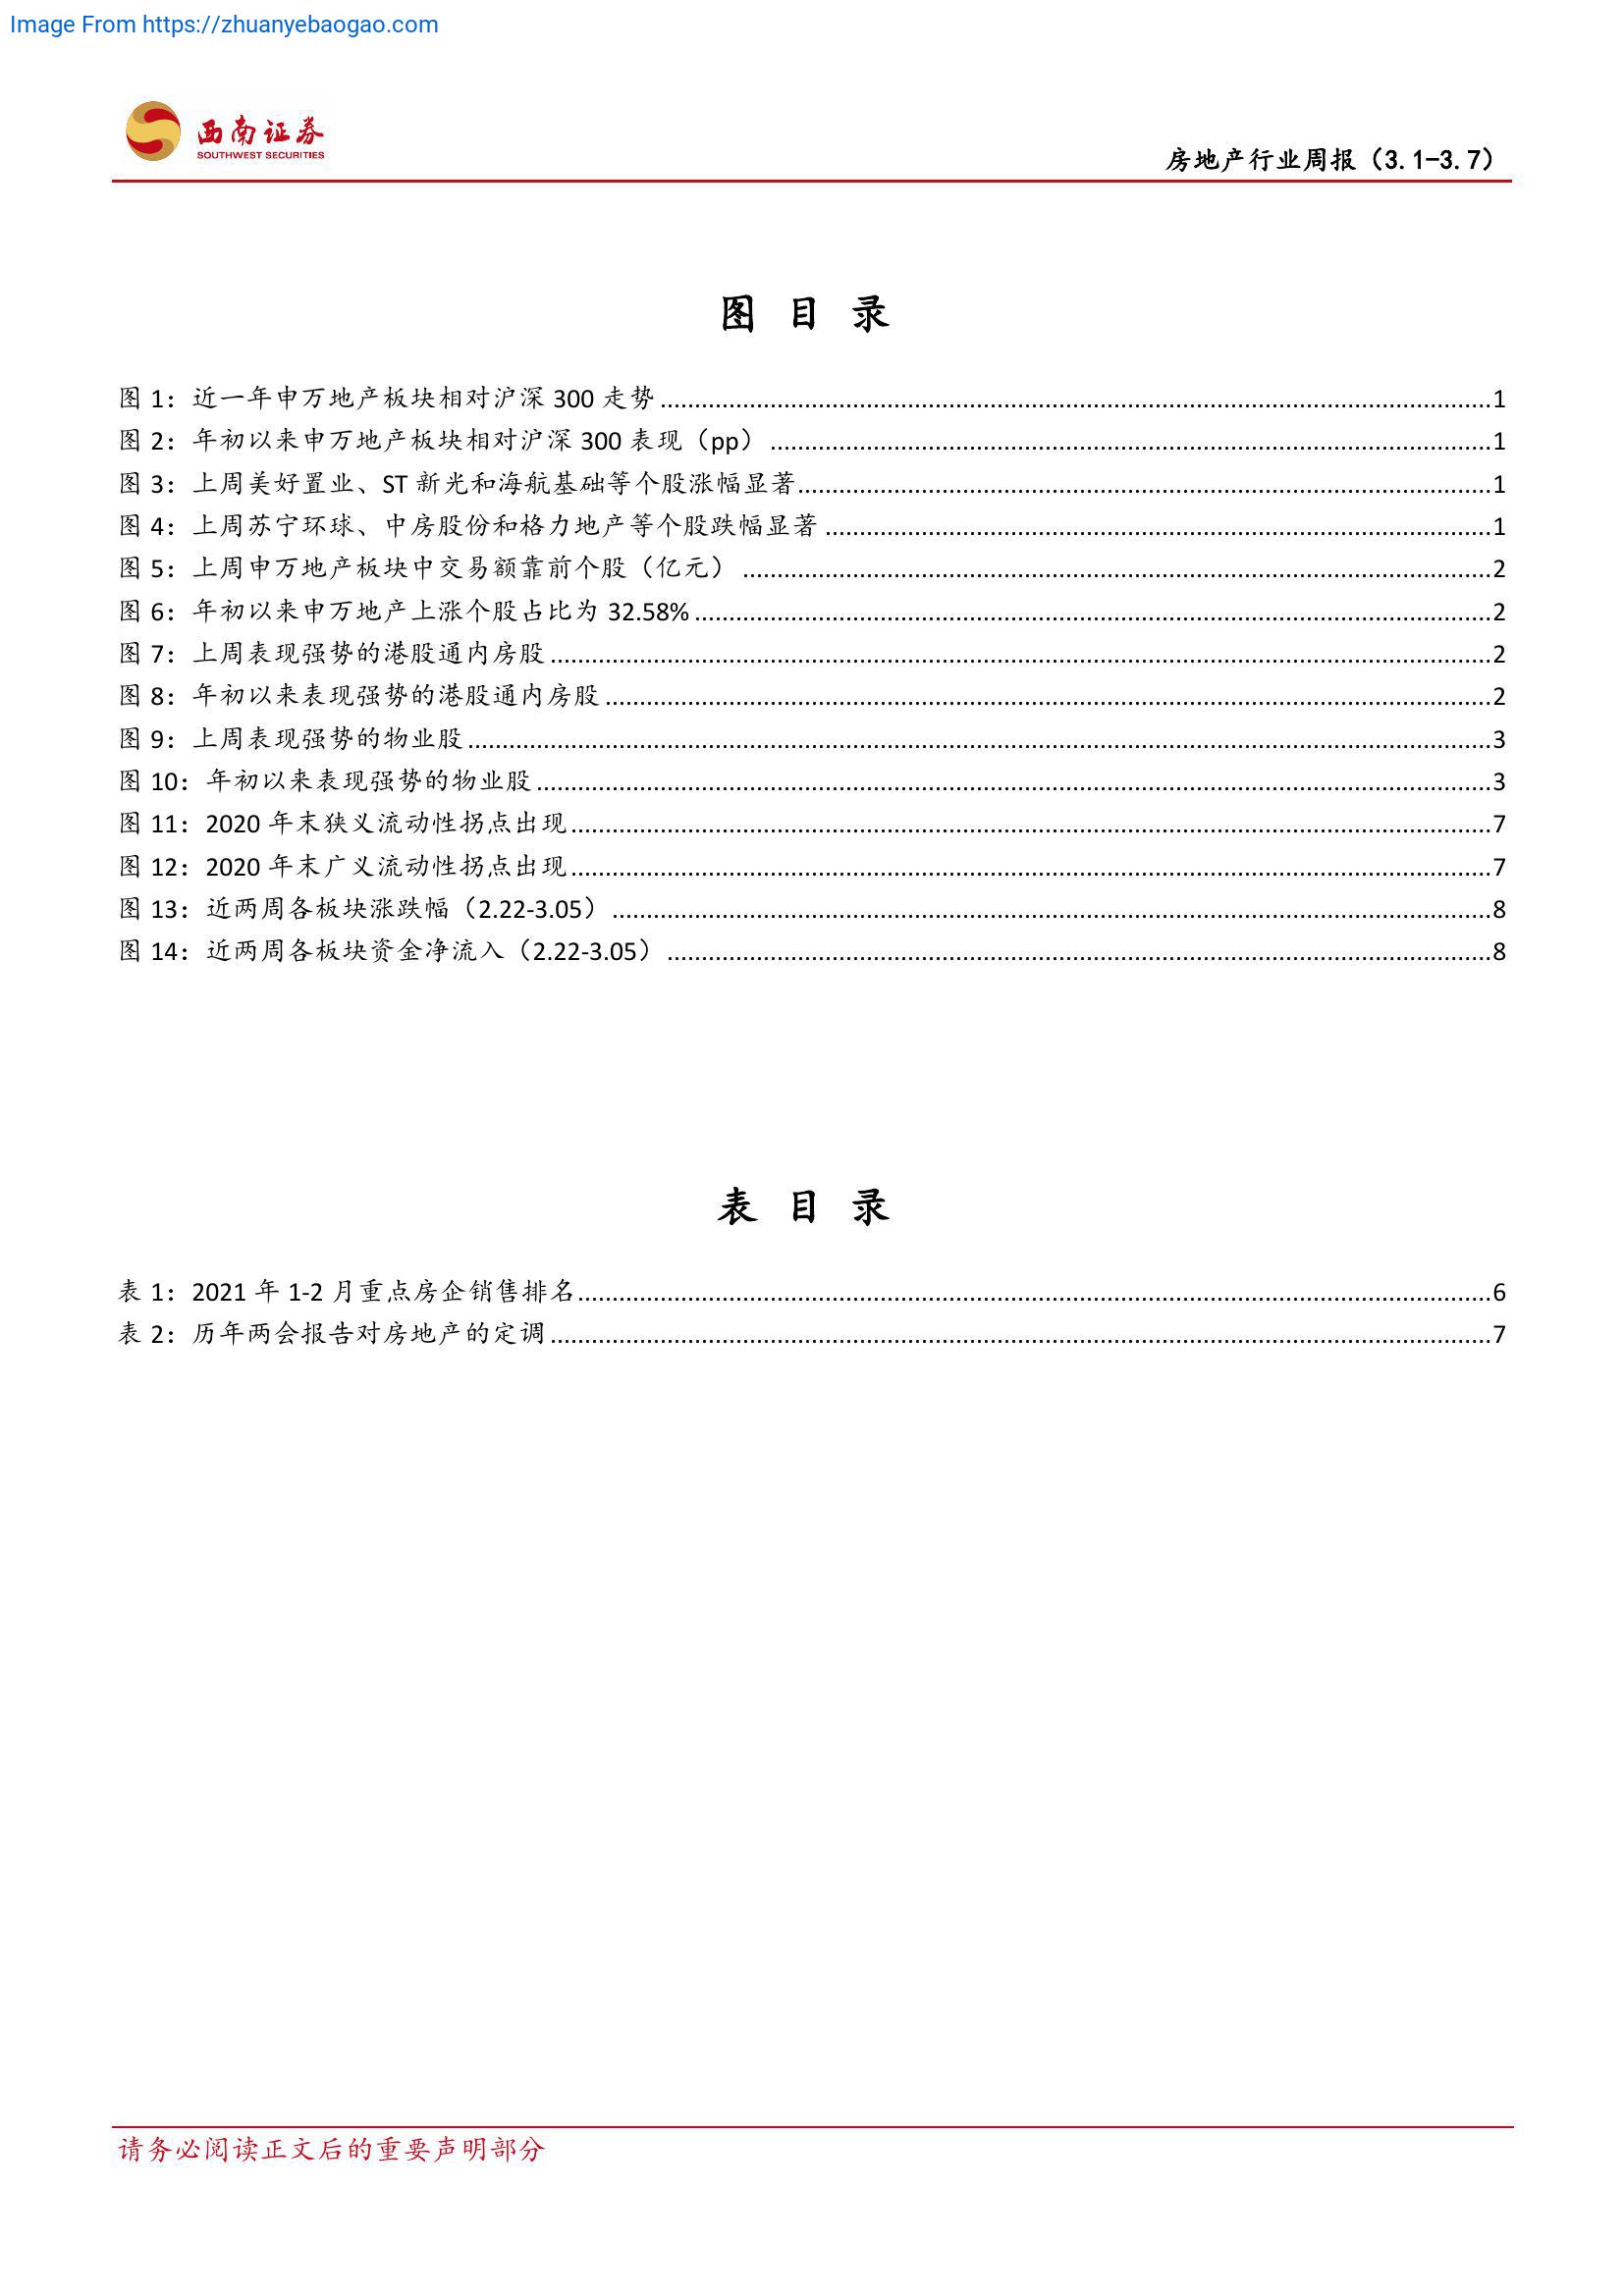 Image From https://zhuanyebaogao.com
西南证券
SOUTHWEST SECURITIES
房地产行业周报（3.1-3.7）
图 目 录
图 1：近一年申万地产板块相对沪深 300 走势........1
图 2：年初以来申万地产板块相对沪深 300 表现（pp）........1
图 3：上周美好置业、ST 新光和海航基础等个股涨幅显著........1
图 4：上周苏宁环球、中房股份和格力地产等个股跌幅显著........1
图 5：上周申万地产板块中交易额靠前个股（亿元）........2
图 6：年初以来申万地产上涨个股占比为 32.58%........2
图 7：上周表现强势的港股通内房股........2
图 8：年初以来表现强势的港股通内房股........2
图 9：上周表现强势的物业股........3
图 10：年初以来表现强势的物业股........3
图 11：2020 年末狭义流动性拐点出现........7
图 12：2020 年末广义流动性拐点出现........7
图 13：近两周各板块涨跌幅（2.22-3.05）........8
图 14：近两周各板块资金净流入（2.22-3.05）........8
表 目 录
表 1：2021 年 1-2 月重点房企销售排名........6
表 2：历年两会报告对房地产的定调........7
请务必阅读正文后的重要声明部分